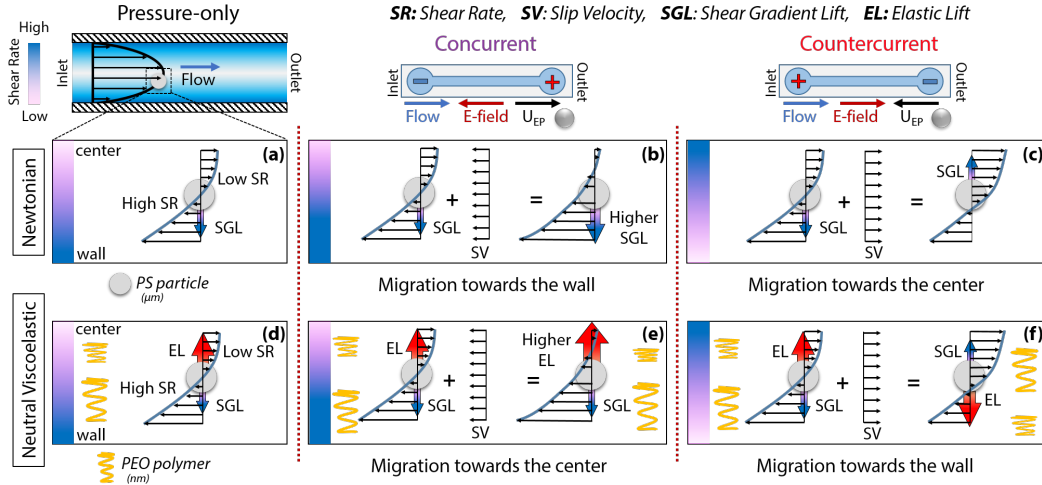 Pressure-only
SR: Shear Rate, SV: Slip Velocity, SGL: Shear Gradient Lift, EL: Elastic Lift
High
Shear Rate
Low
Inlet
Flow
Outlet
Concurrent
Inlet
Outlet
Flow
E-field
UEP
Countercurrent
Inlet
Outlet
Flow
E-field
UEP
Newtonian
center
(a)
Low SR
High SR
SGL
wall
PS particle
(μm)
(b)
SGL
+
SV
=
Higher
SGL
Migration towards the wall
(c)
SGL
+
SV
=
SGL
Migration towards the center
Neutral Viscoelastic
center
(d)
EL
Low SR
High SR
SGL
wall
PEO polymer
(nm)
(e)
EL
SGL
+
SV
=
Higher
EL
SGL
Migration towards the center
(f)
EL
SGL
+
SV
=
SGL
EL
Migration towards the wall